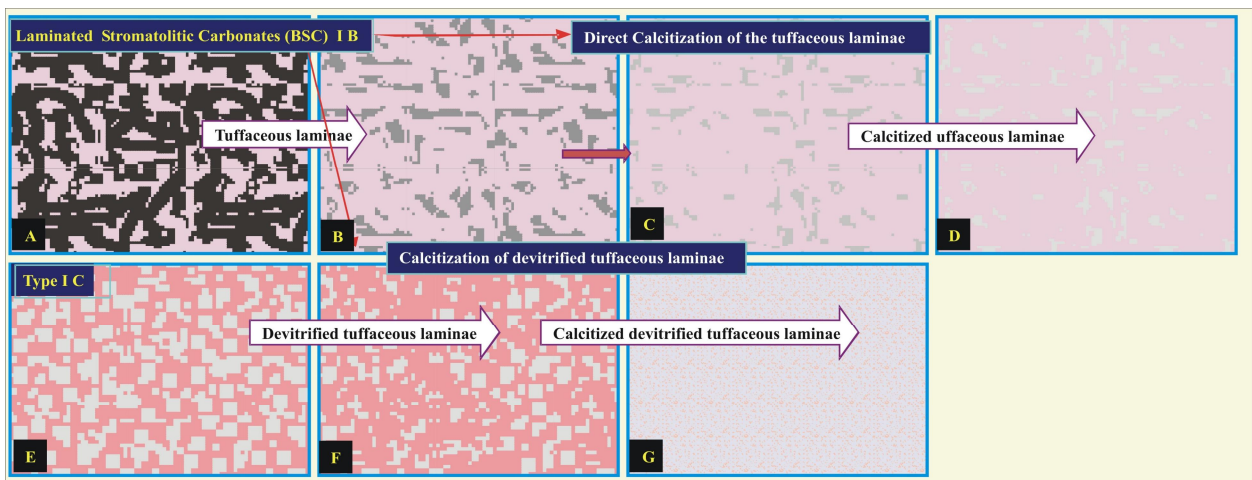 Laminated Stromatolitic Carbonates (BSC) I B
Direct Calcitization of the tuffaceous laminae
Tuffaceous laminae
Calcitized uffaceous laminae
A
B
C
D
Calcitization of devitrified tuffaceous laminae
Type I C
Devitrified tuffaceous laminae
Calcitized devitrified tuffaceous laminae
E
F
G